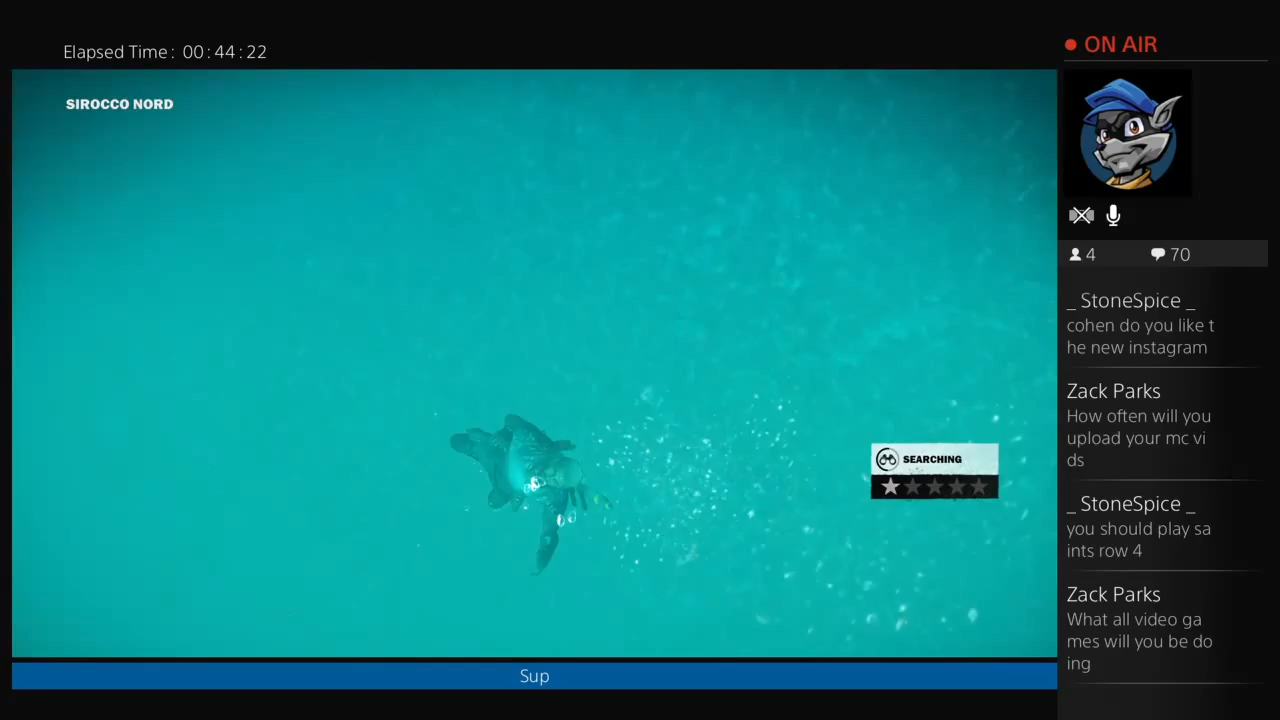 Elapsed Time: 00:44:22
ON AIR
SIROCCO NORD
4 70
_ StoneSpice _
cohen do you like t
he new instagram
Zack Parks
How often will you
upload your mc vi
ds
SEARCHING
_ StoneSpice _
you should play sa
ints row 4
Zack Parks
What all video ga
mes will you be do
ing
Sup